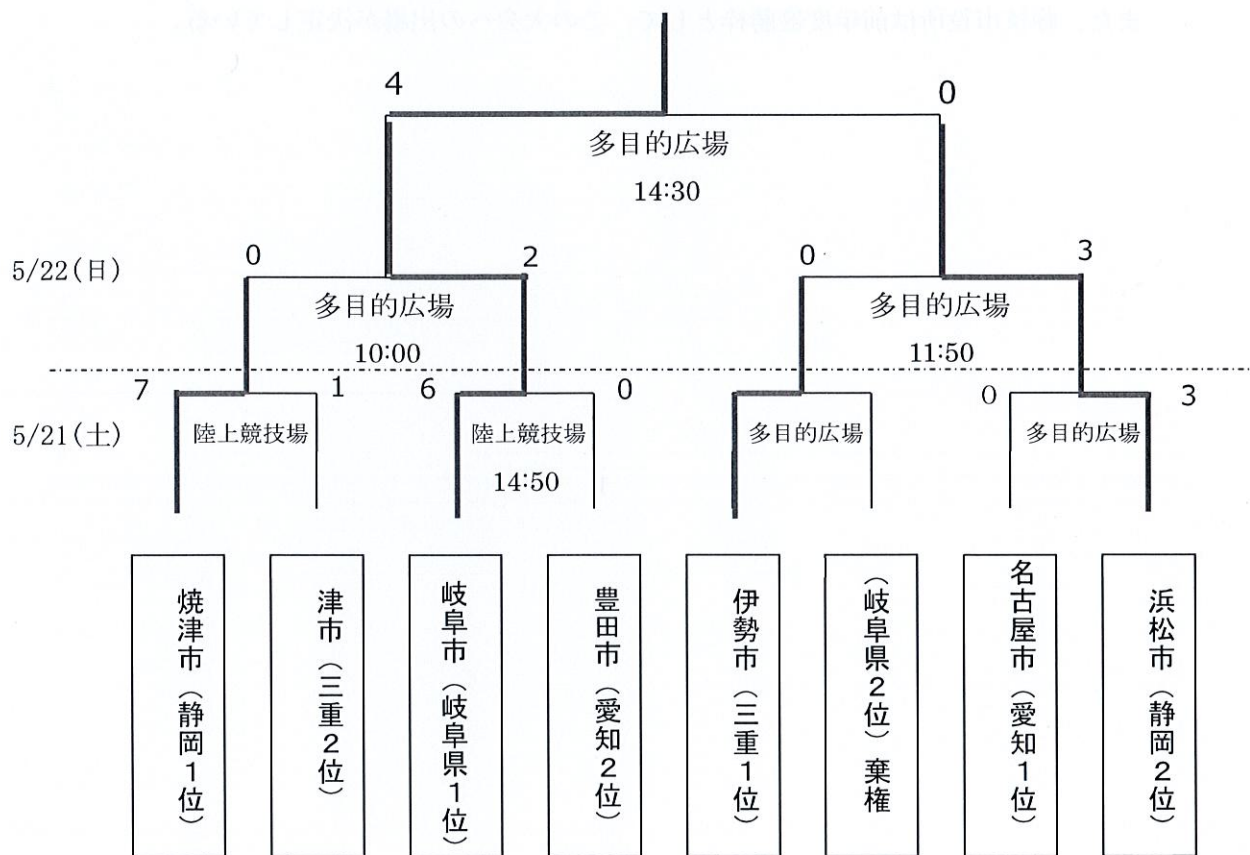 4
0
多目的広場
14:30
5/22(日)
0
2
0
3
多目的広場
多目的広場
10:00
11:50
7
1
6
0
0
3
5/21(土)
陸上競技場
陸上競技場
多目的広場
多目的広場
14:50
焼津市(静岡1位)
津市(三重2位)
岐阜市(岐阜県1位)
豊田市(愛知2位)
伊勢市(三重1位)
(岐阜県2位)棄権
名古屋市(愛知1位)
浜松市(静岡2位)